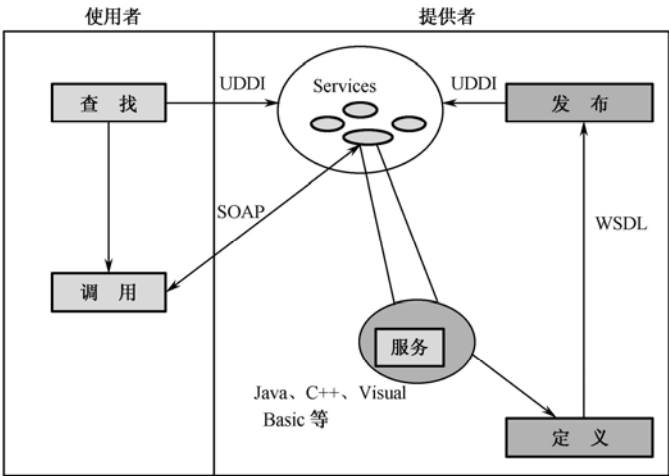 使用者
提供者
UDDI
Services
UDDI
查 找
发 布
SOAP
WSDL
调 用
服务
Java、C++、Visual
Basic 等
定 义